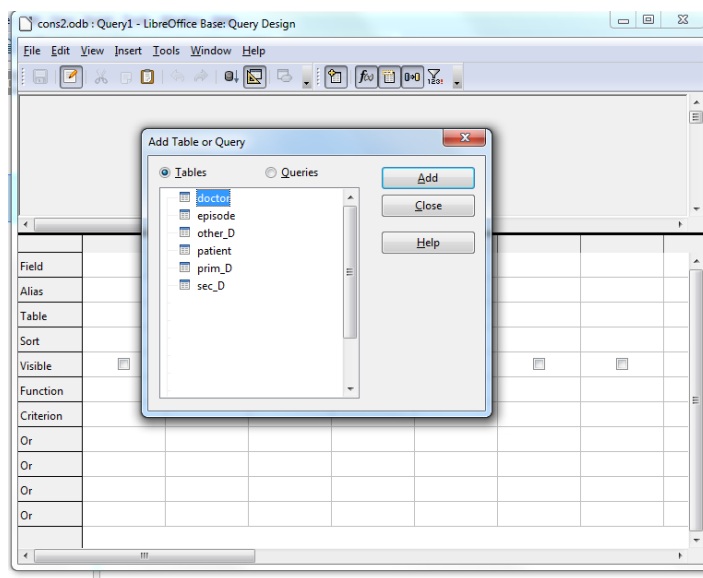 cons2.odb : Query1 - LibreOffice Base: Query Design
File Edit View Insert Tools Window Help
Add Table or Query
Tables Queries
Add
Close
Help
doctor
episode
other_D
patient
prim_D
sec_D
Field
Alias
Table
Sort
Visible
Function
Criterion
Or
Or
Or
Or